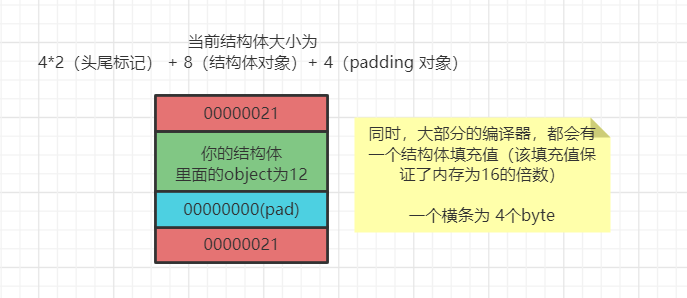 当前结构体大小为
4*2（头尾标记） + 8（结构体对象）+ 4（padding 对象）
00000021
你的结构体
里面的object为12
00000000(pad)
00000021
同时，大部分的编译器，都会有
一个结构体填充值（该填充值保
证了内存为16的倍数）
一个横条为 4个byte